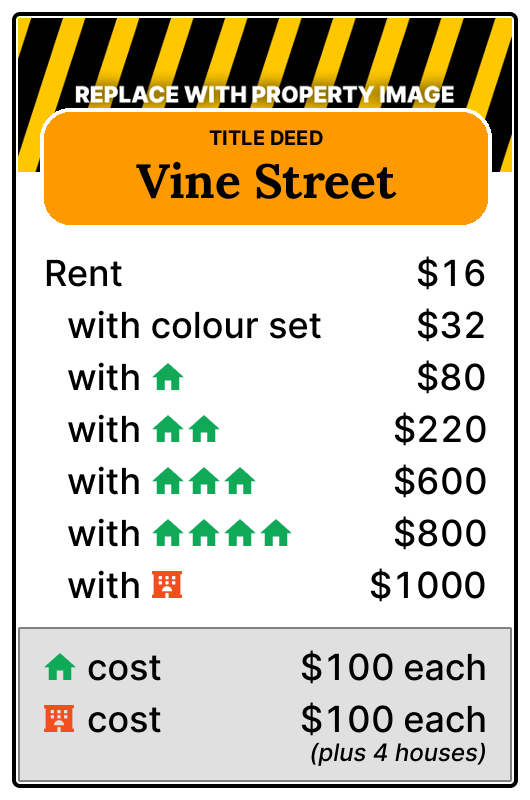 REPLACE WITH PROPERTY IMAGE
TITLE DEED
Vine Street
Rent $16
with colour set $32
with $80
with $220
with $600
with $800
with $1000
cost $100 each
cost $100 each
(plus 4 houses)